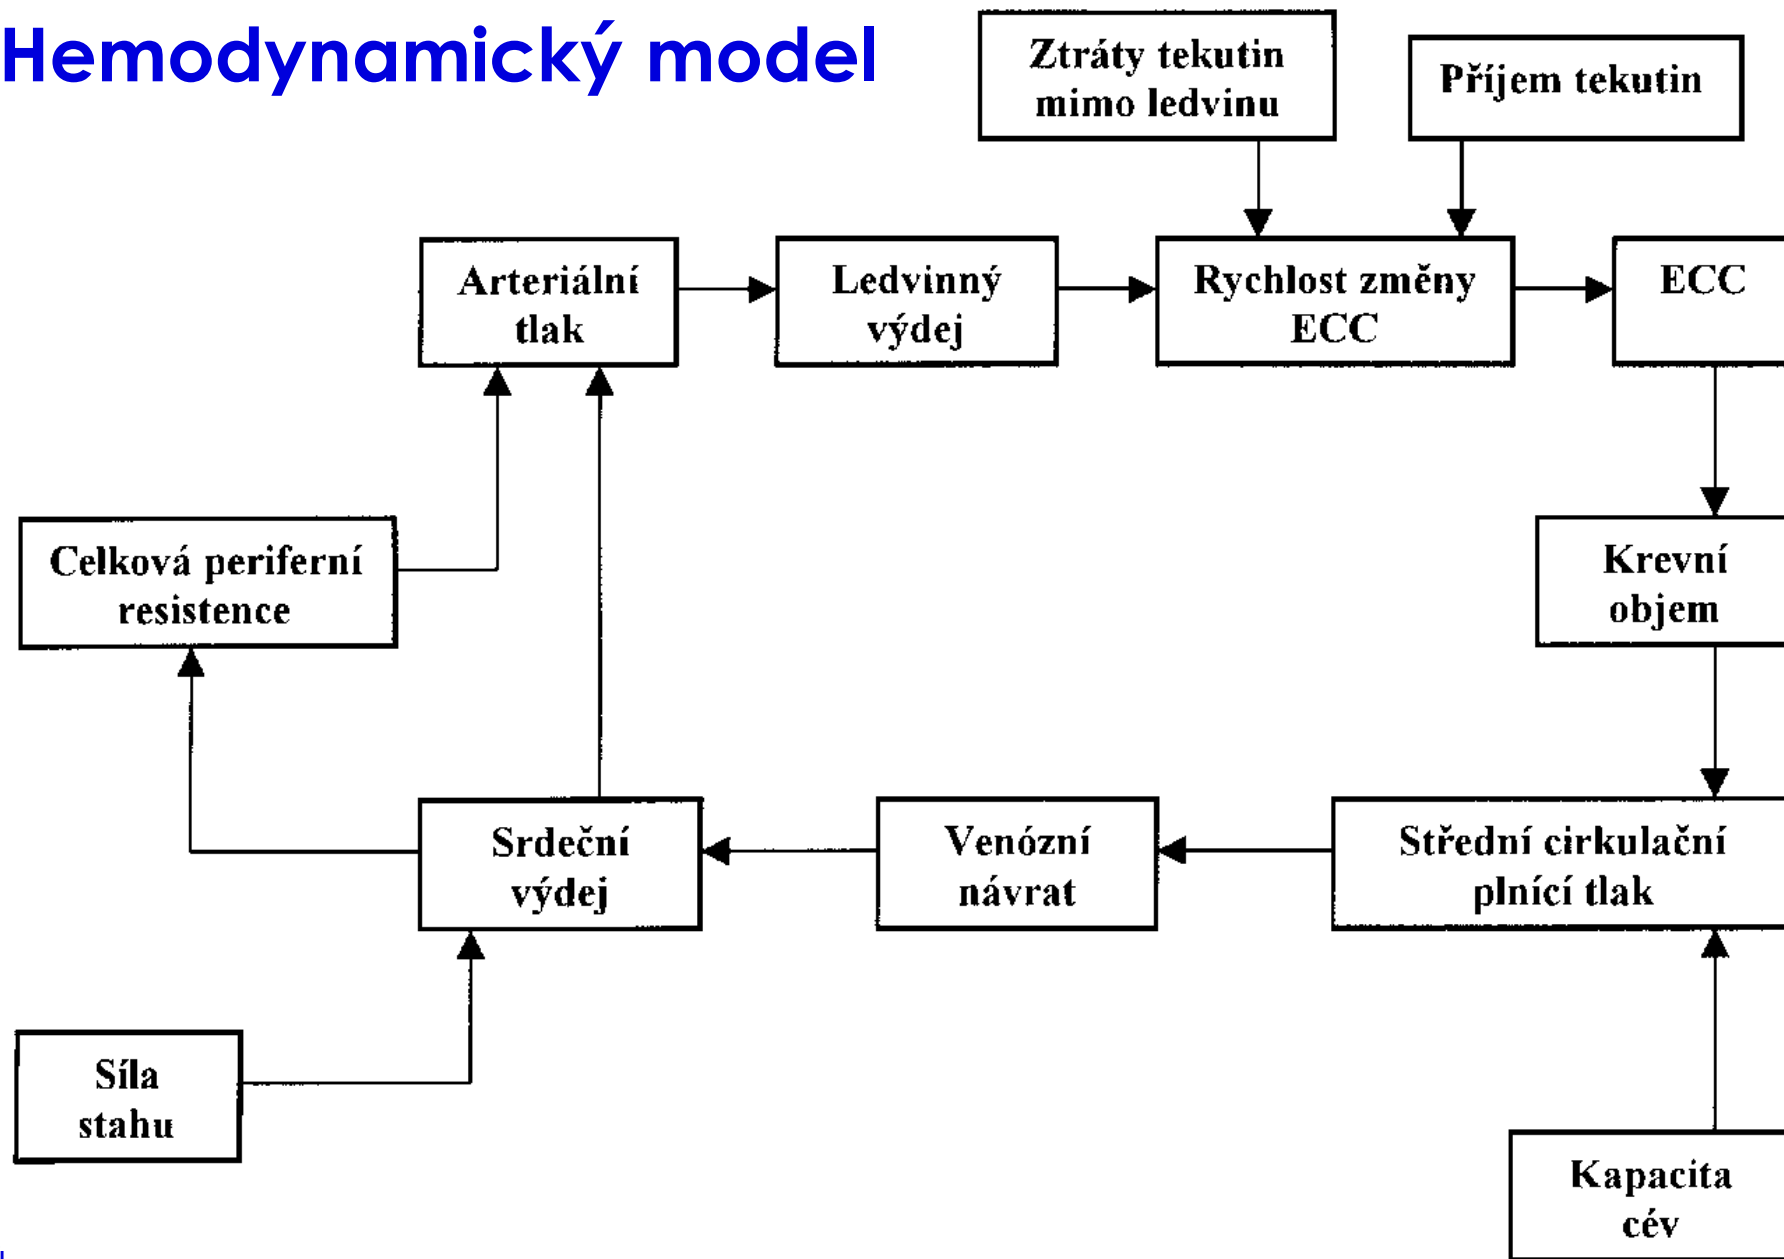 Hemodynamický model
Ztráty tekutin
mimo ledvinu
Příjem tekutin
Arteriální
tlak
Ledvinný
výdej
Rychlost změny
ECC
ECC
Celková periferní
resistence
Krevní
objem
Srdeční
výdej
Venózní
návrat
Střední cirkulační
plnící tlak
Síla
stahu
Kapacita
cév